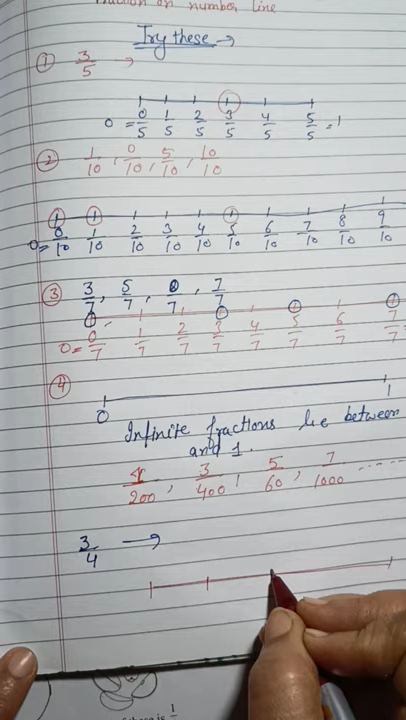 Fraction on number line
Try these →
① 3/5 →
0 = 0/5 1/5 2/5 3/5 4/5 5/5 = 1
② 1/10, 0/10, 5/10, 10/10
0 = 0/10 1/10 2/10 3/10 4/10 5/10 6/10 7/10 8/10 9/10
③ 3/7, 5/7, 0/7, 7/7
0 = 0/7 1/7 2/7 3/7 4/7 5/7 6/7 7/7
④
0 1
Infinite fractions lie between
and 1.
1/200, 3/400, 5/60, 7/1000 -----
3/4 →
is 1